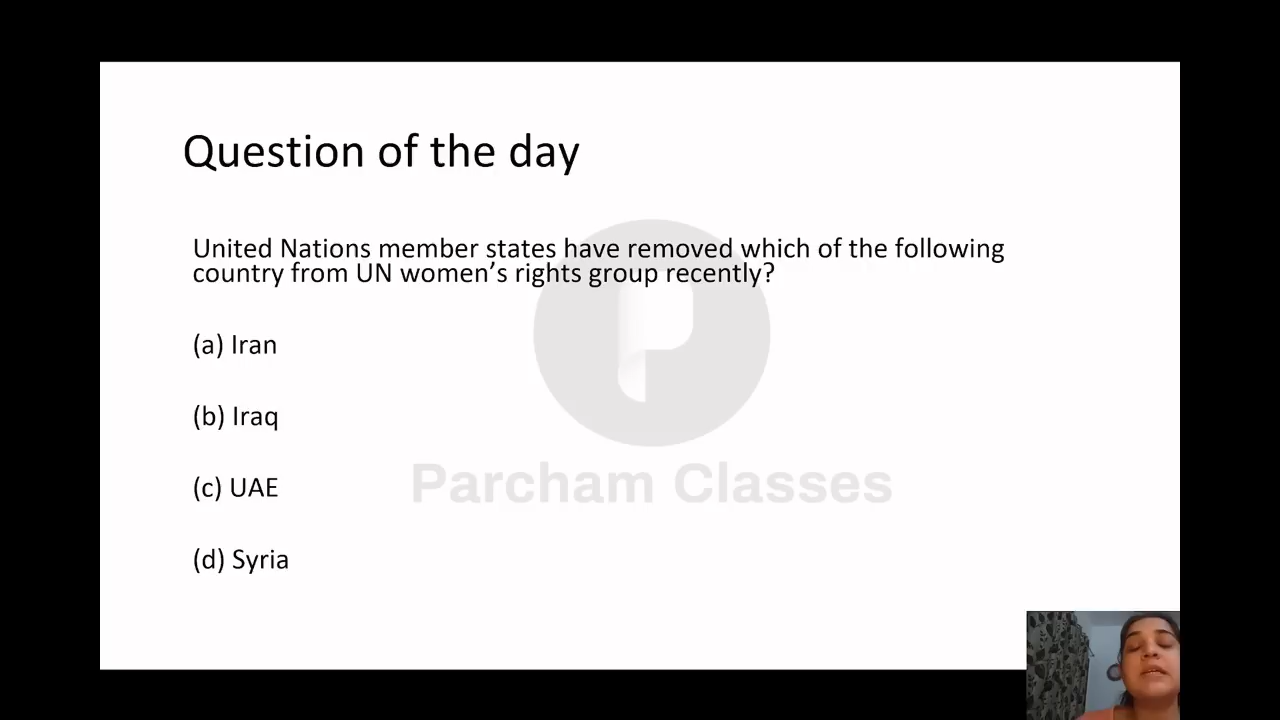 Question of the day
United Nations member states have removed which of the following
country from UN women’s rights group recently?
(a) Iran
(b) Iraq
(c) UAE
(d) Syria
Parcham Classes